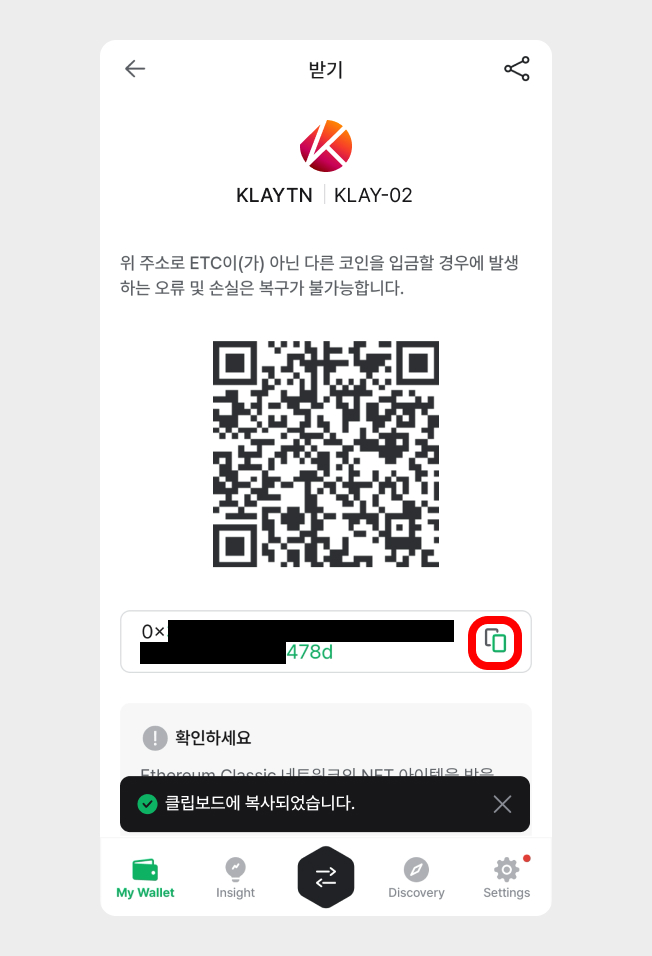 받기
KLAYTN | KLAY-02
위 주소로 ETC이(가) 아닌 다른 코인을 입금할 경우에 발생
하는 오류 및 손실은 복구가 불가능합니다.
0x
478d
확인하세요
Ethereum Classic 네트워크의 NFT 아이템을 받을
클립보드에 복사되었습니다.
My Wallet
Insight
Discovery
Settings